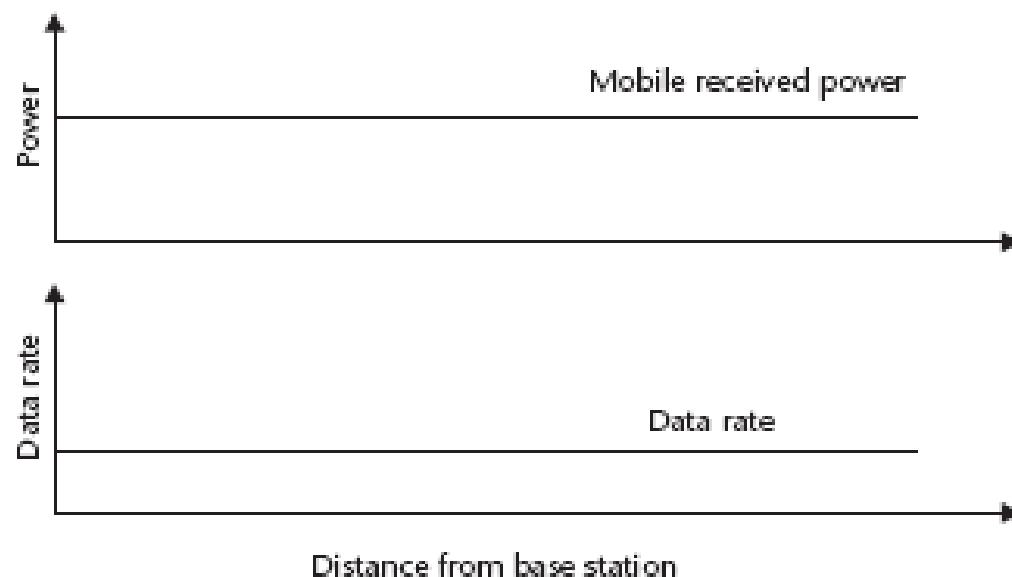 Mobile received power
Power
Data rate
Data rate
Distance from base station